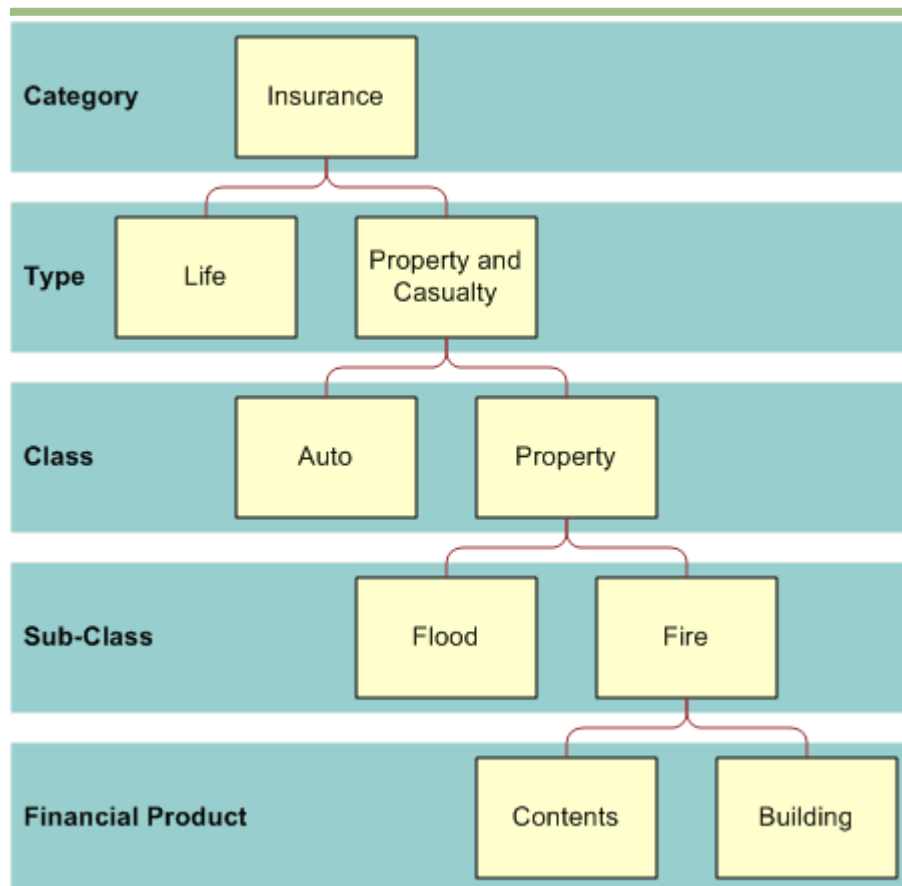 Category
Insurance
Type
Life
Property and
Casualty
Class
Auto
Property
Sub-Class
Flood
Fire
Financial Product
Contents
Building